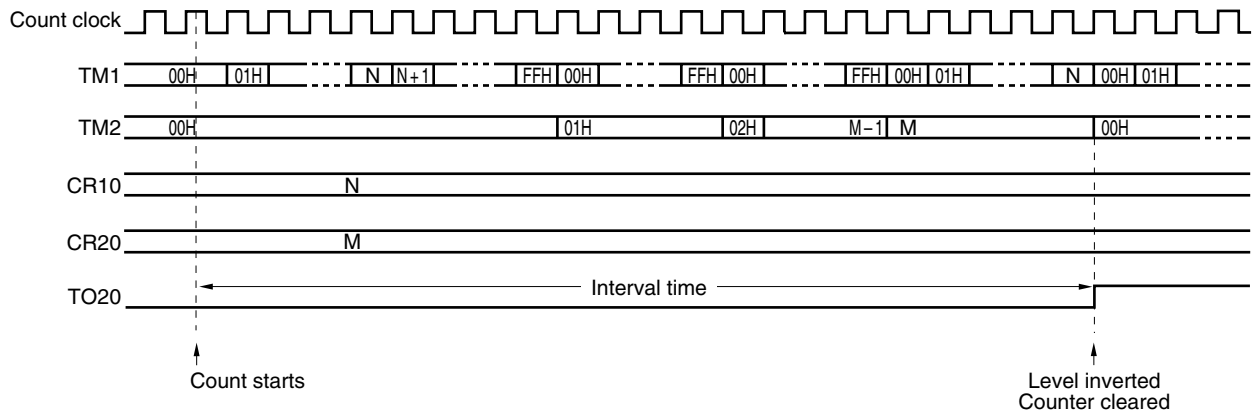 Count clock
TM1 00H 01H N N+1 FFH 00H FFH 00H FFH 00H 01H N 00H 01H
TM2 00H 01H 02H M−1 M 00H
CR10 N
CR20 M
TO20 Interval time
Count starts
Level inverted
Counter cleared